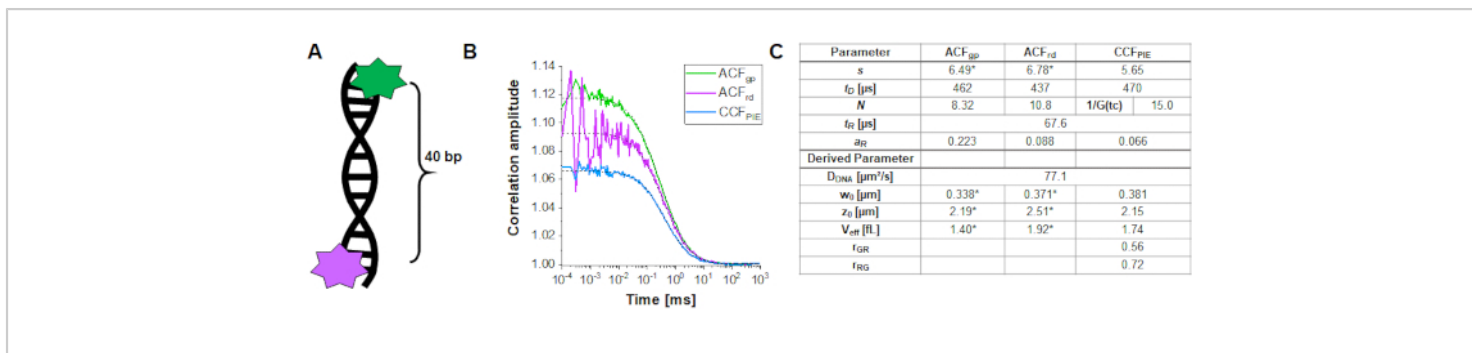 A
40 bp
B
Correlation amplitude
1.14
1.12
1.10
1.08
1.06
1.04
1.02
1.00
ACFgp
ACFrd
CCFPIE
10-4 10-3 10-2 10-1 100 101 102 103
Time [ms]
C
Parameter ACFgp ACFrd CCFPIE
s 6.49* 6.78* 5.65
tD [µs] 462 437 470
N 8.32 10.8 1/G(tc) 15.0
tR [µs] 67.6
aR 0.223 0.088 0.066
Derived Parameter
DDNA [µm²/s] 77.1
w0 [µm] 0.338* 0.371* 0.381
z0 [µm] 2.19* 2.51* 2.15
Veff [fL] 1.40* 1.92* 1.74
rGR 0.56
rRG 0.72